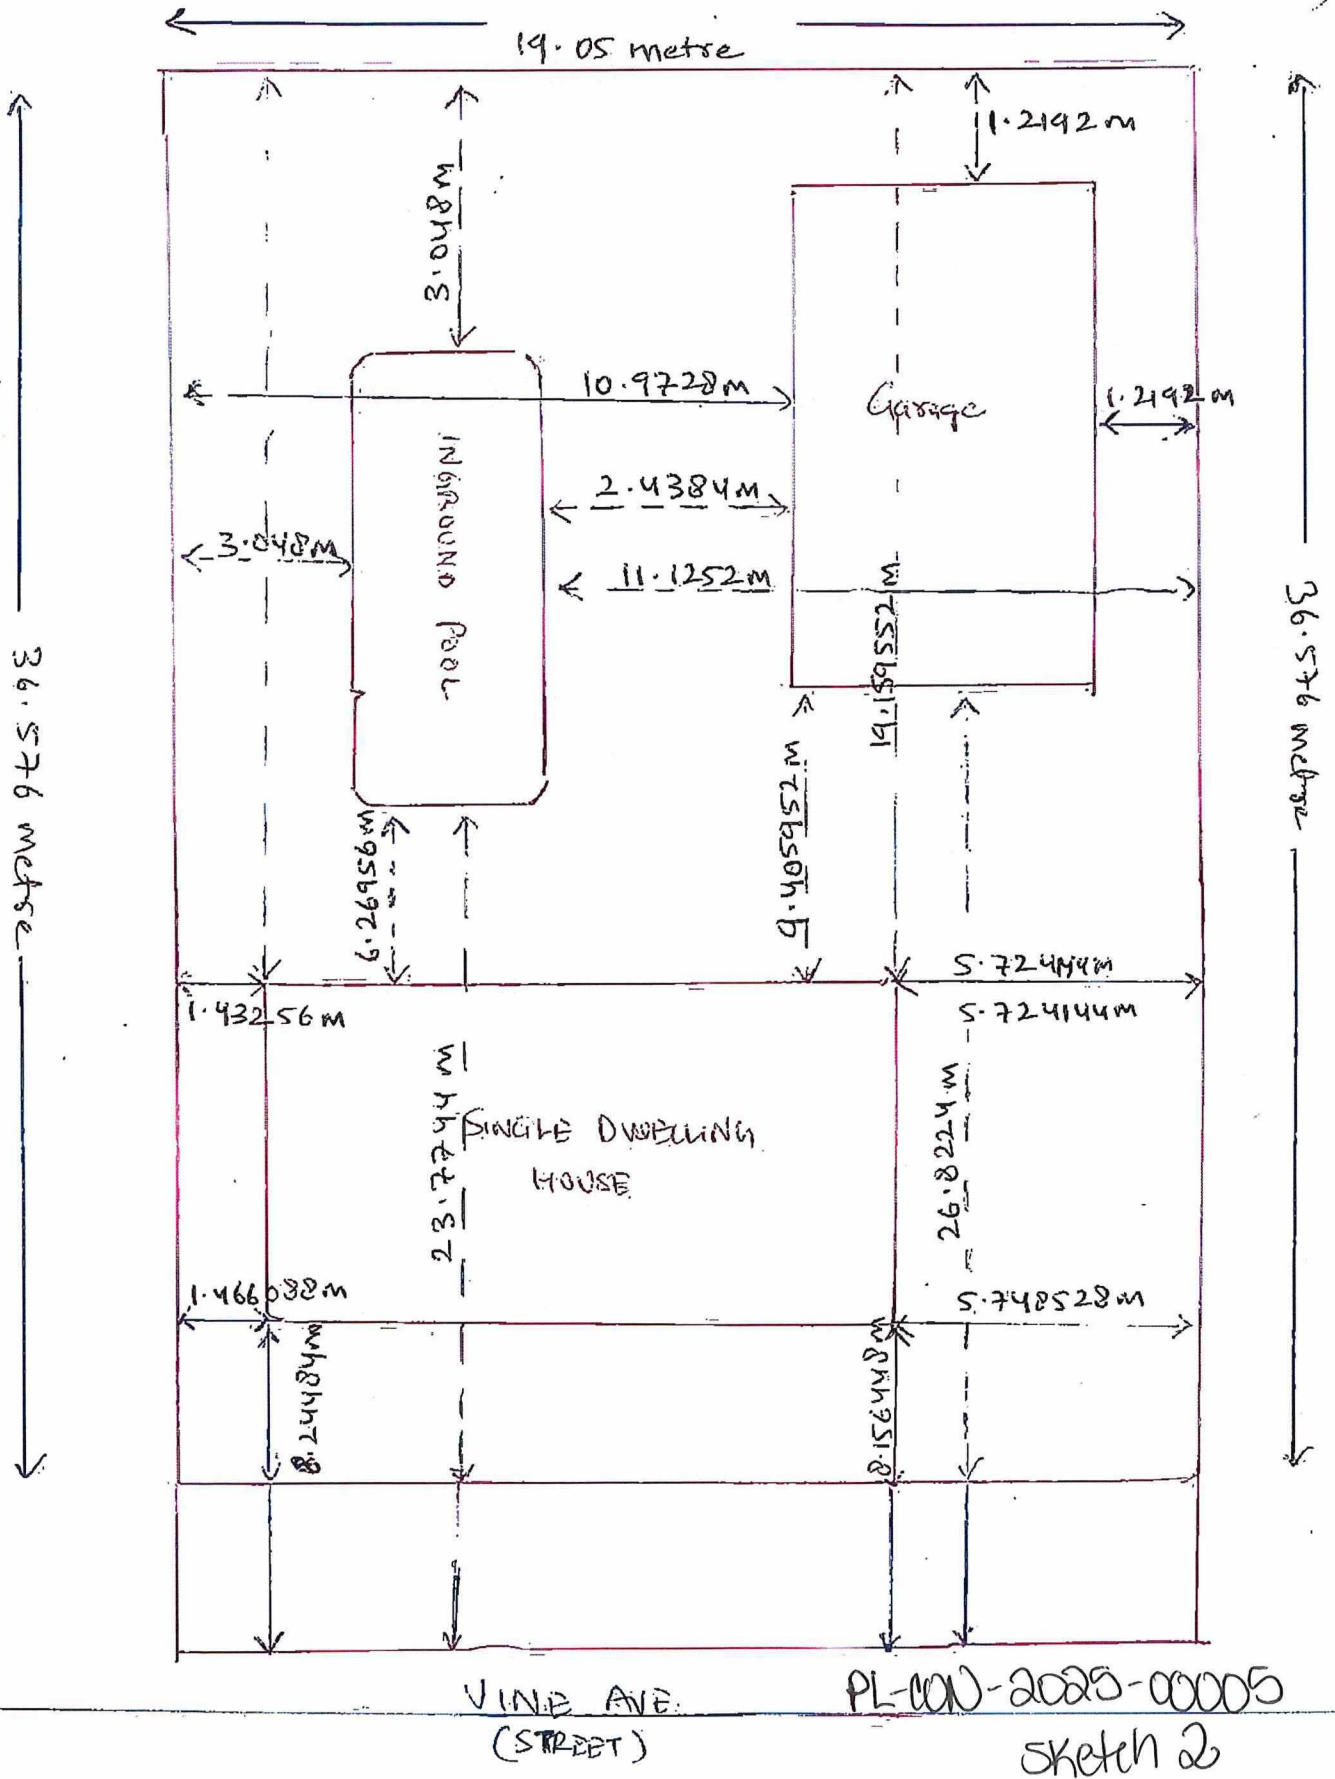 19.05 metre
1.2192m
3.048M
10.9728M
Garage
1.2192m
2.4384M
INGROUND POOL
3.048M
11.1252M
19.159552M
36.576 metre
36.576 metre
6.26956M
9.405952M
5.724144m
1.43256M
5.724144M
23.7744M
SINGLE DWELLING
HOUSE
26.8224M
1.466088M
5.748528M
8.24484M
8.156448M
VINE AVE.
(STREET)
PL-CON-2025-00005
Sketch 2